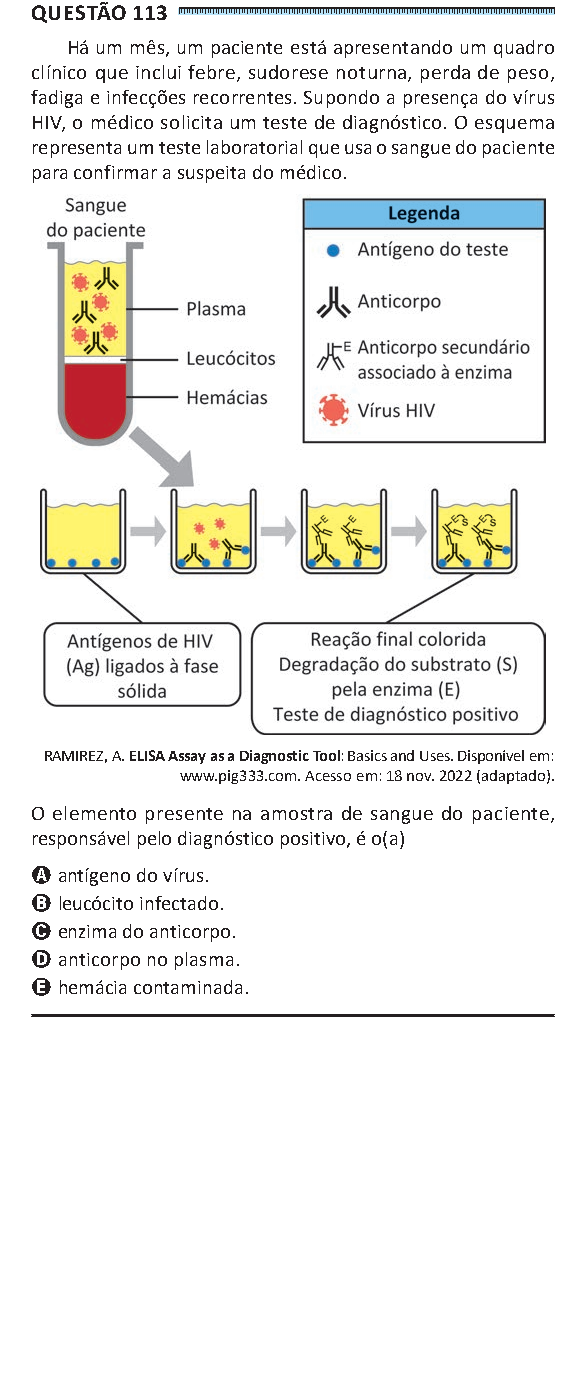 QUESTÃO 113
Há um mês, um paciente está apresentando um quadro
clínico que inclui febre, sudorese noturna, perda de peso,
fadiga e infecções recorrentes. Supondo a presença do vírus
HIV, o médico solicita um teste de diagnóstico. O esquema
representa um teste laboratorial que usa o sangue do paciente
para confirmar a suspeita do médico.
Sangue
do paciente
Plasma
Leucócitos
Hemácias
Legenda
Antígeno do teste
Anticorpo
E
Anticorpo secundário
associado à enzima
Vírus HIV
E
E
E
S
E
S
Antígenos de HIV
(Ag) ligados à fase
sólida
Reação final colorida
Degradação do substrato (S)
pela enzima (E)
Teste de diagnóstico positivo
RAMIREZ, A. ELISA Assay as a Diagnostic Tool: Basics and Uses. Disponível em:
www.pig333.com. Acesso em: 18 nov. 2022 (adaptado).
O elemento presente na amostra de sangue do paciente,
responsável pelo diagnóstico positivo, é o(a)
A antígeno do vírus.
B leucócito infectado.
C enzima do anticorpo.
D anticorpo no plasma.
E hemácia contaminada.